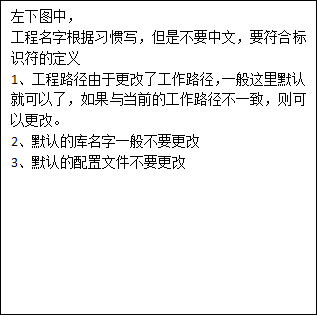 左下图中，
工程名字根据习惯写，但是不要中文，要符合标
识符的定义
1、工程路径由于更改了工作路径，一般这里默认
就可以了，如果与当前的工作路径不一致，则可
以更改。
2、默认的库名字一般不要更改
3、默认的配置文件不要更改